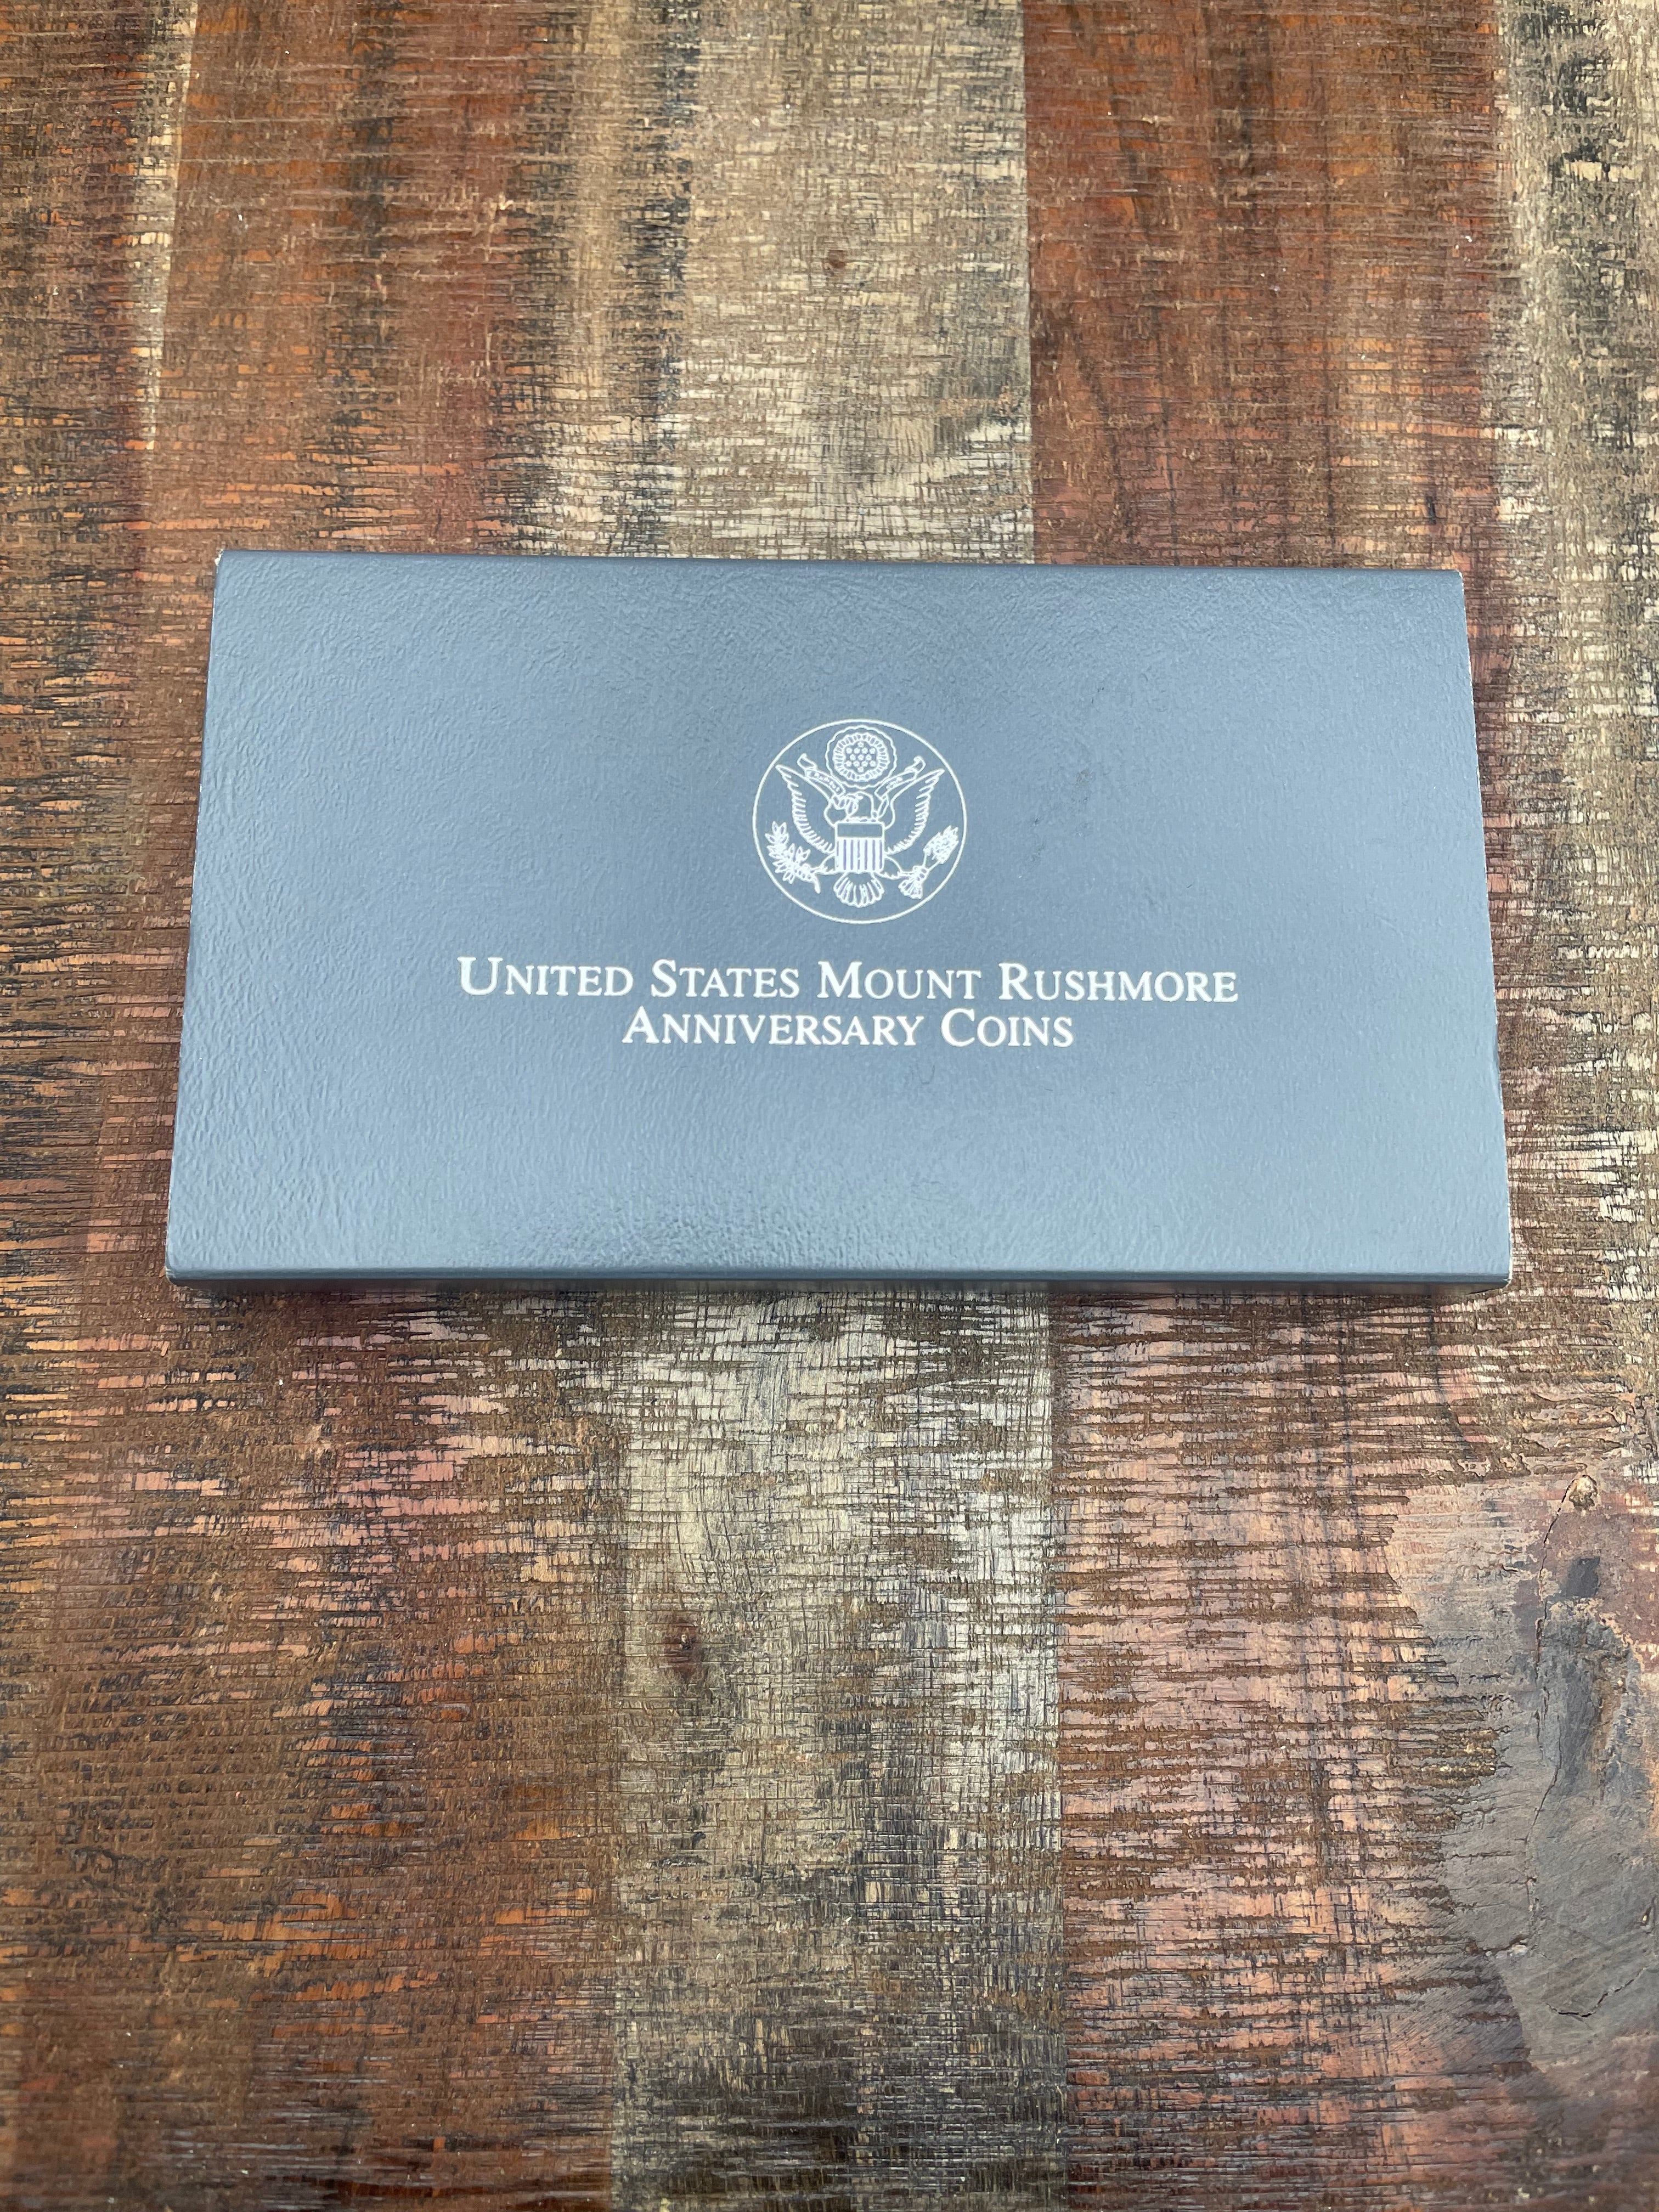 United States Mount Rushmore
Anniversary Coins